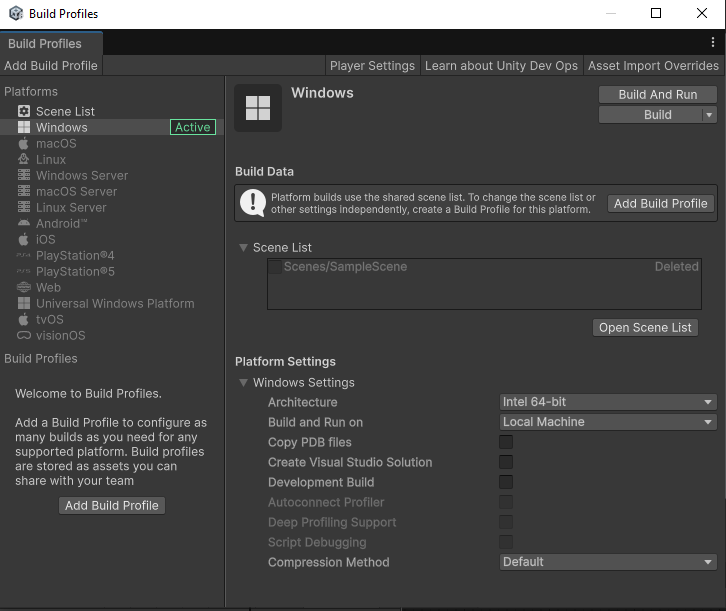 Build Profiles
Build Profiles
Add Build Profile
Player Settings
Learn about Unity Dev Ops
Asset Import Overrides
Platforms
Scene List
Windows
Active
macOS
Linux
Windows Server
macOS Server
Linux Server
Android™
iOS
PlayStation®4
PlayStation®5
Web
Universal Windows Platform
tvOS
visionOS
Build Profiles
Welcome to Build Profiles.
Add a Build Profile to configure as
many builds as you need for any
supported platform. Build profiles
are stored as assets you can
share with your team
Add Build Profile
Windows
Build And Run
Build
Build Data
Platform builds use the shared scene list. To change the scene list or
other settings independently, create a Build Profile for this platform.
Add Build Profile
Scene List
Scenes/SampleScene
Deleted
Open Scene List
Platform Settings
Windows Settings
Architecture
Intel 64-bit
Build and Run on
Local Machine
Copy PDB files
Create Visual Studio Solution
Development Build
Autoconnect Profiler
Deep Profiling Support
Script Debugging
Compression Method
Default